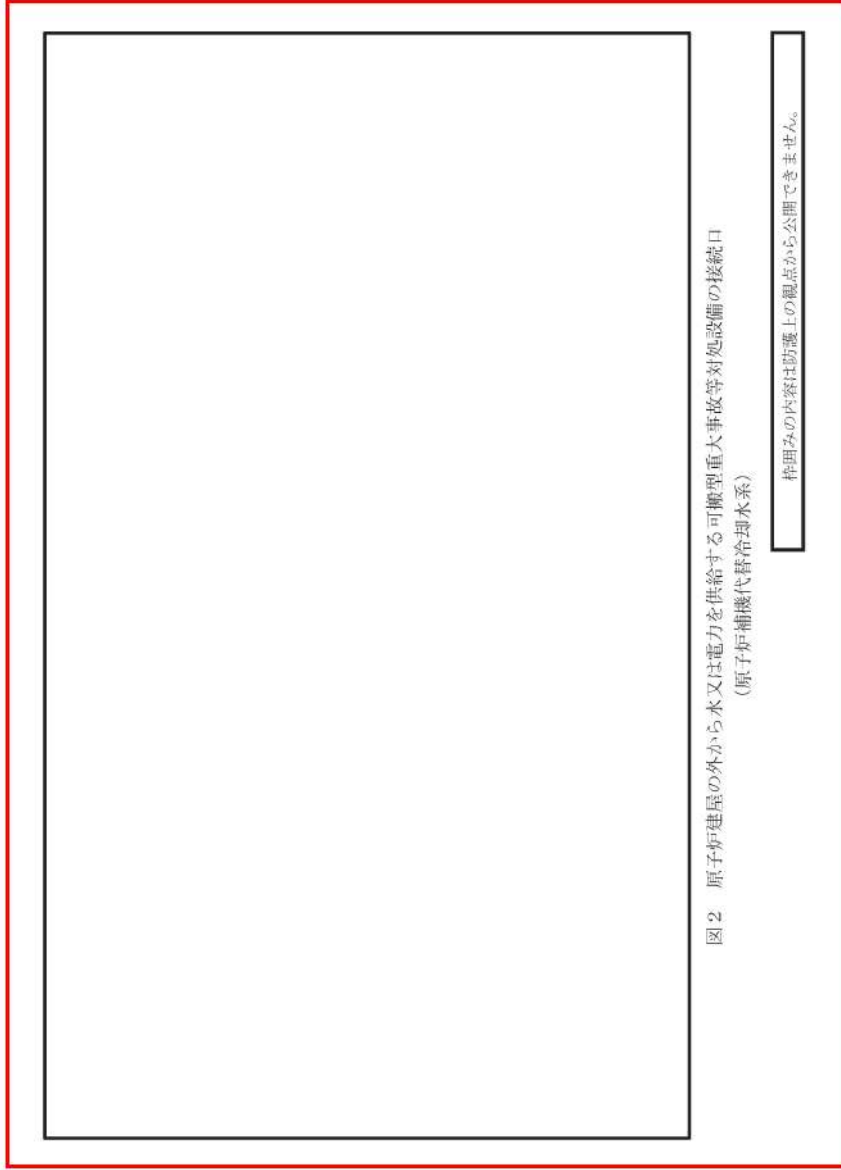 図２　原子炉建屋の外から水又は電力を供給する可搬型重大事故等対処設備の接続口
（原子炉補機代替冷却水系）
枠囲みの内容は防護上の観点から公開できません。